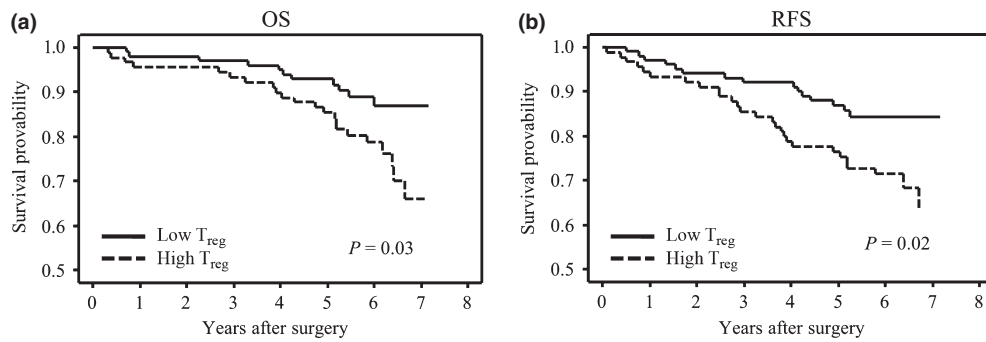 (a) OS
1.0
0.9
0.8
0.7
0.6
0.5
Survival provability
Low Treg
High Treg
P = 0.03
0 1 2 3 4 5 6 7 8
Years after surgery
(b) RFS
1.0
0.9
0.8
0.7
0.6
0.5
Survival provability
Low Treg
High Treg
P = 0.02
0 1 2 3 4 5 6 7 8
Years after surgery